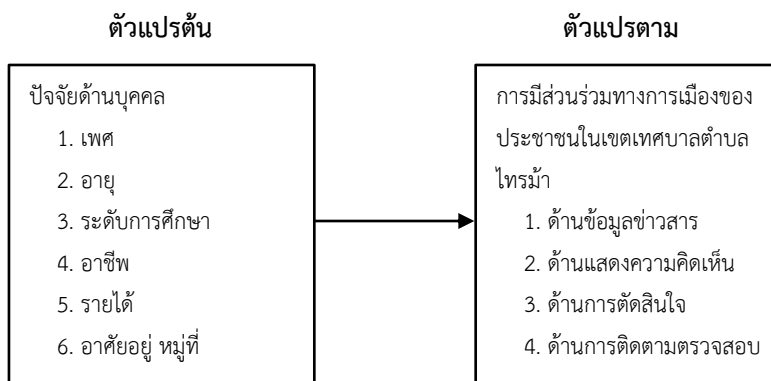 ตัวแปรต้น
ปัจจัยด้านบุคคล
1. เพศ
2. อายุ
3. ระดับการศึกษา
4. อาชีพ
5. รายได้
6. อาศัยอยู่ หมู่ที่
ตัวแปรตาม
การมีส่วนร่วมทางการเมืองของ
ประชาชนในเขตเทศบาลตำบล
ไทรม้า
1. ด้านข้อมูลข่าวสาร
2. ด้านแสดงความคิดเห็น
3. ด้านการตัดสินใจ
4. ด้านการติดตามตรวจสอบ